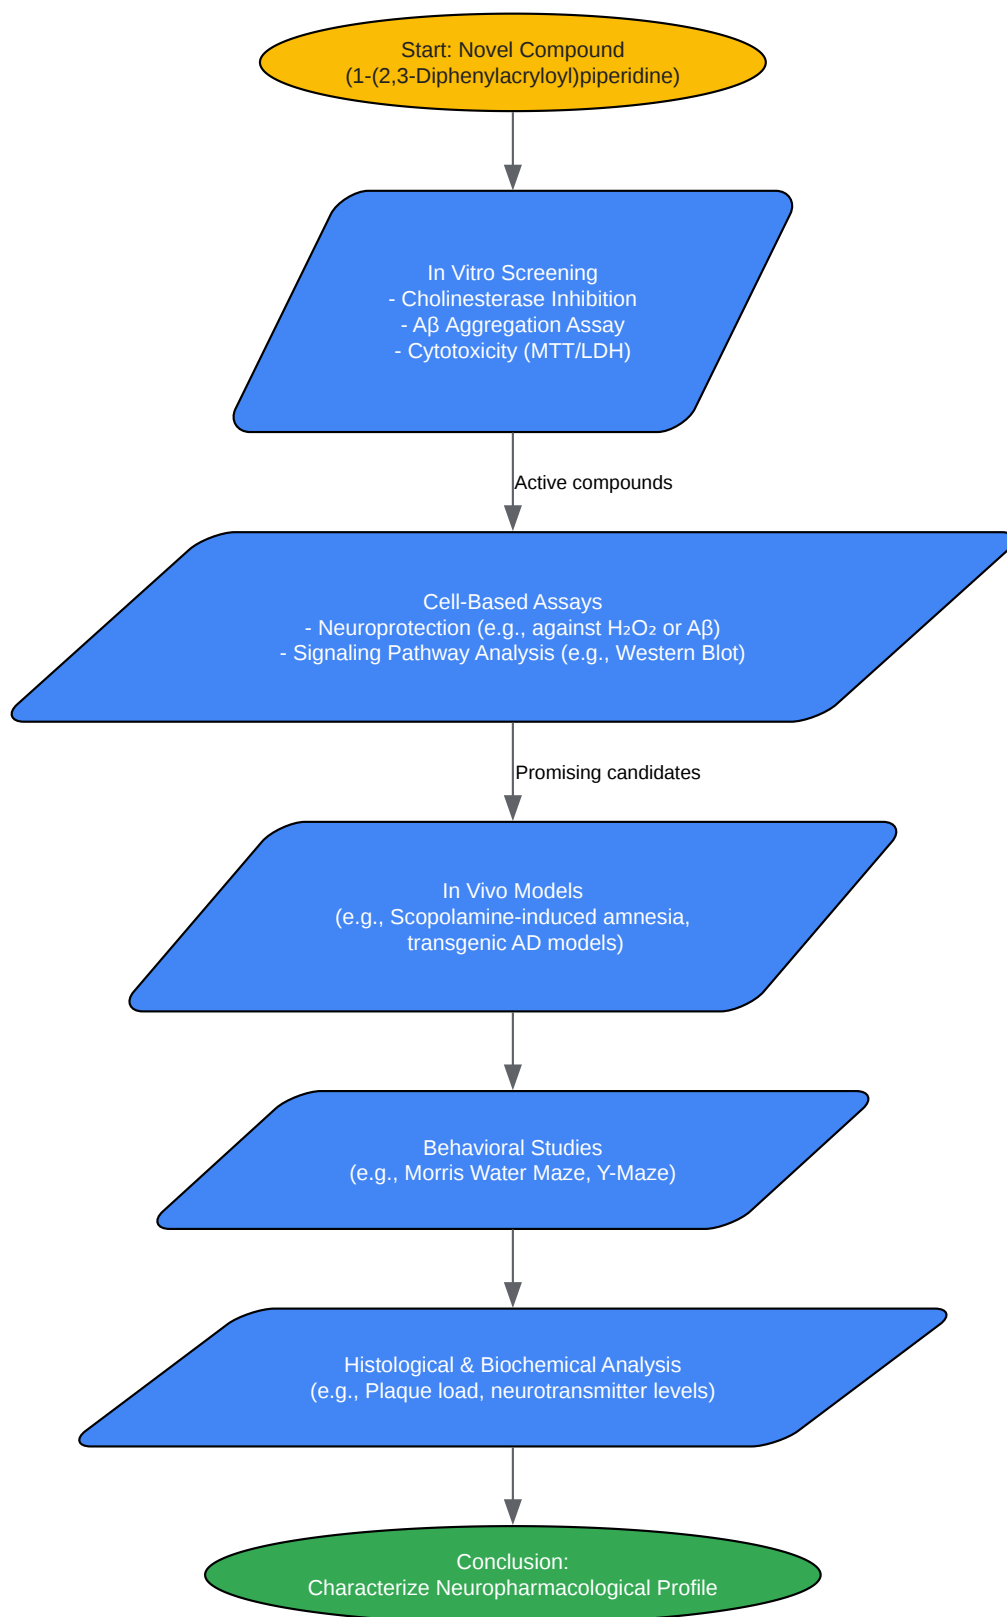 Start: Novel Compound
(1-(2,3-Diphenylacryloyl)piperidine)
In Vitro Screening
- Cholinesterase Inhibition
- Aβ Aggregation Assay
- Cytotoxicity (MTT/LDH)
Active compounds
Cell-Based Assays
- Neuroprotection (e.g., against H₂O₂ or Aβ)
- Signaling Pathway Analysis (e.g., Western Blot)
Promising candidates
In Vivo Models
(e.g., Scopolamine-induced amnesia,
transgenic AD models)
Behavioral Studies
(e.g., Morris Water Maze, Y-Maze)
Histological & Biochemical Analysis
(e.g., Plaque load, neurotransmitter levels)
Conclusion:
Characterize Neuropharmacological Profile